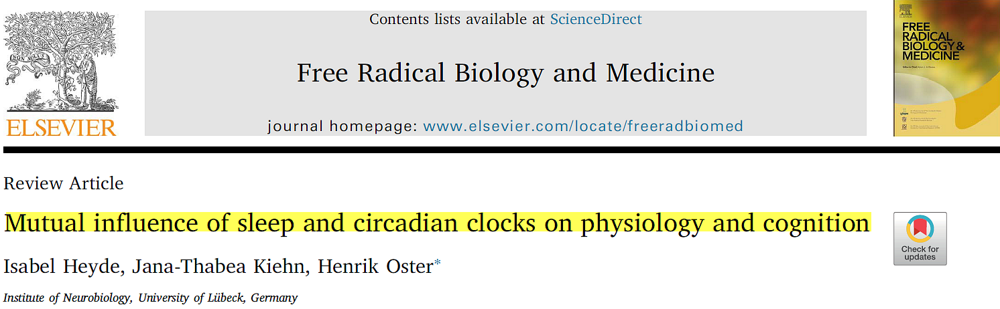 Contents lists available at ScienceDirect
Free Radical Biology and Medicine
journal homepage: www.elsevier.com/locate/freeradbiomed
NON SOLUS
ELSEVIER
FREE
RADICAL
BIOLOGY &
MEDICINE
Review Article
Mutual influence of sleep and circadian clocks on physiology and cognition
Check for
updates
Isabel Heyde, Jana-Thabea Kiehn, Henrik Oster*
Institute of Neurobiology, University of Lübeck, Germany